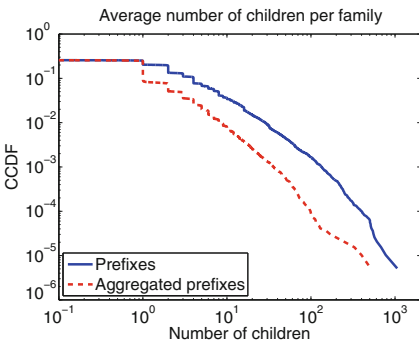 Average number of children per family
10^0
10^-1
10^-2
10^-3
10^-4
10^-5
10^-6
CCDF
Prefixes
Aggregated prefixes
10^-1 10^0 10^1 10^2 10^3
Number of children